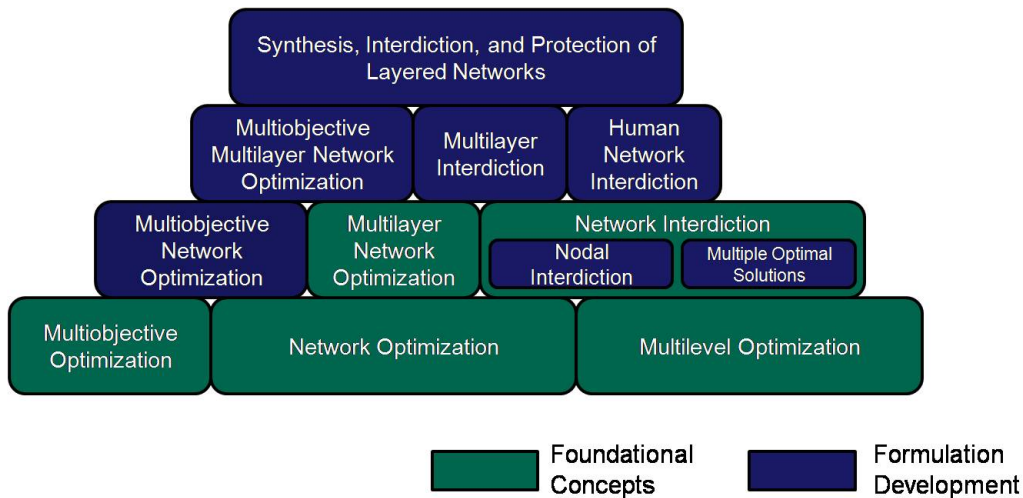 Synthesis, Interdiction, and Protection of
Layered Networks
Multiobjective
Multilayer Network
Optimization
Multilayer
Interdiction
Human
Network
Interdiction
Multiobjective
Network
Optimization
Multilayer
Network
Optimization
Network Interdiction
Nodal
Interdiction
Multiple Optimal
Solutions
Multiobjective
Optimization
Network Optimization
Multilevel Optimization
Foundational
Concepts
Formulation
Development